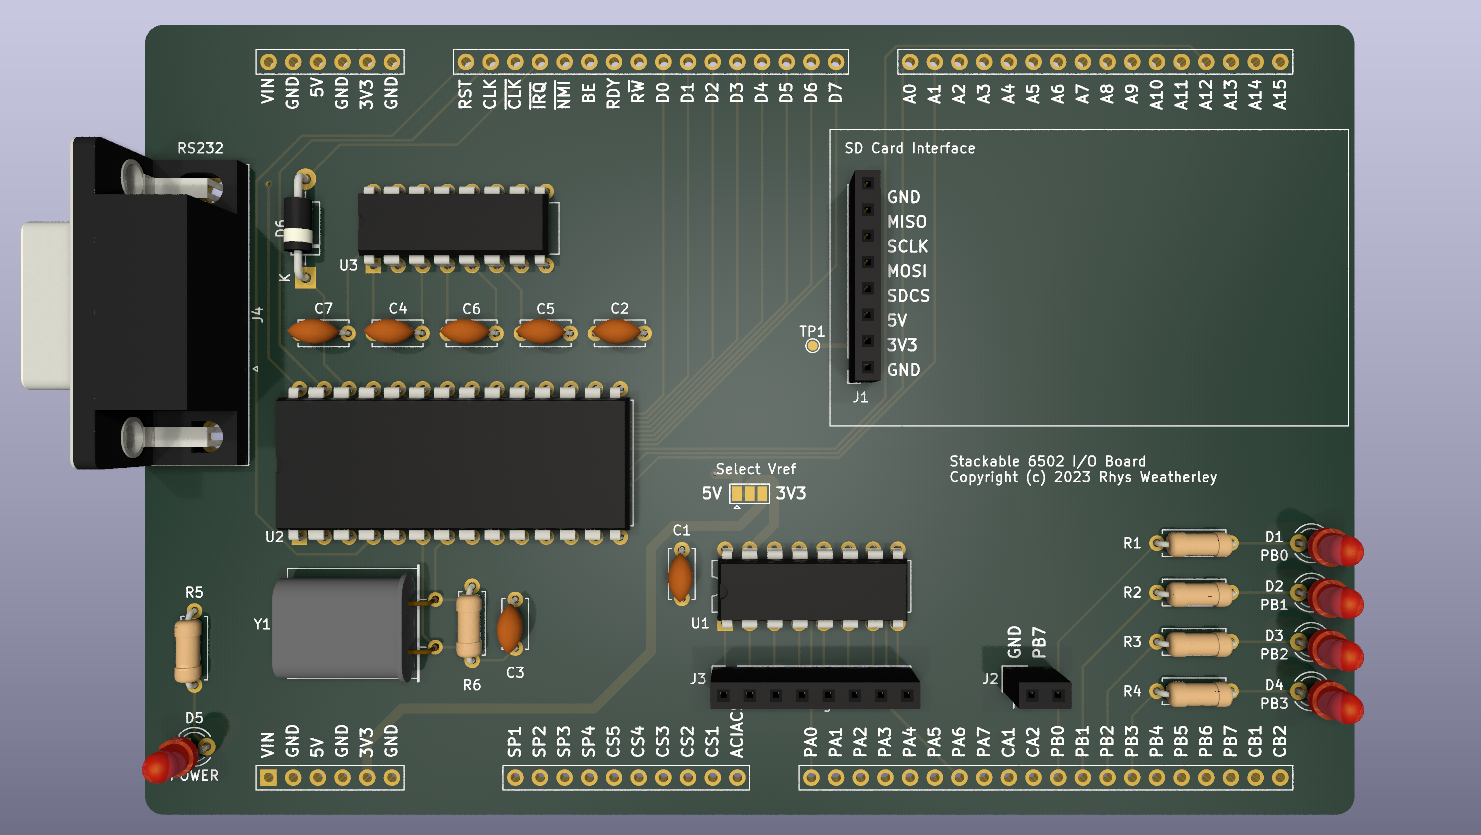 VIN GND 5V GND 3V3 GND
RST CLK CLK IRQ NMI BE RDY RW D0 D1 D2 D3 D4 D5 D6 D7
A0 A1 A2 A3 A4 A5 A6 A7 A8 A9 A10 A11 A12 A13 A14 A15
RS232
SD Card Interface
GND
MISO
SCLK
MOSI
SDCS
5V
3V3
GND
J1
TP1
D6
K
U3
J4
C7 C4 C6 C5 C2
U2
Select Vref
5V 3V3
Stackable 6502 I/O Board
Copyright (c) 2023 Rhys Weatherley
C1
U1
Y1
R5
R6
C3
R1 D1
PB0
R2 D2
PB1
R3 D3
PB2
R4 D4
PB3
J3
J2
GND PB7
D5
VIN GND 5V GND 3V3 GND
SP1 SP2 SP3 SP4 CS5 CS4 CS3 CS2 CS1
PA0 PA1 PA2 PA3 PA4 PA5 PA6 PA7 CA1 CA2 PB0 PB1 PB2 PB3 PB4 PB5 PB6 PB7 CB1 CB2